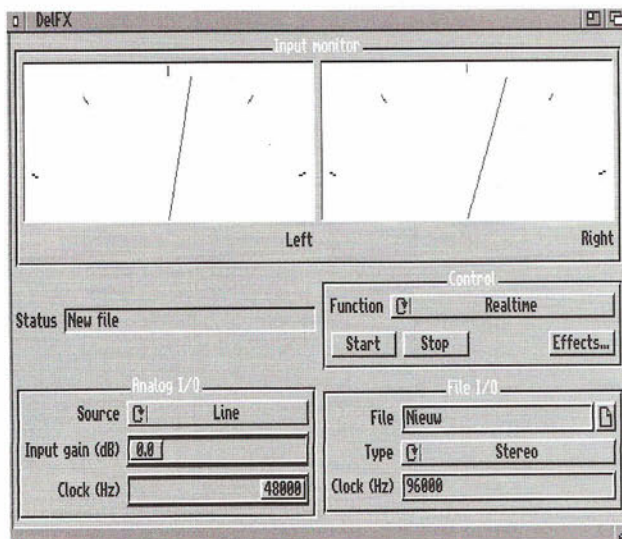 DelFX
Input monitor
Left
Right
Status New file
Control
Function Realtime
Start Stop Effects...
Analog I/O
Source Line
Input gain (dB) 0.0
Clock (Hz) 48000
File I/O
File Nieuw
Type Stereo
Clock (Hz) 96000